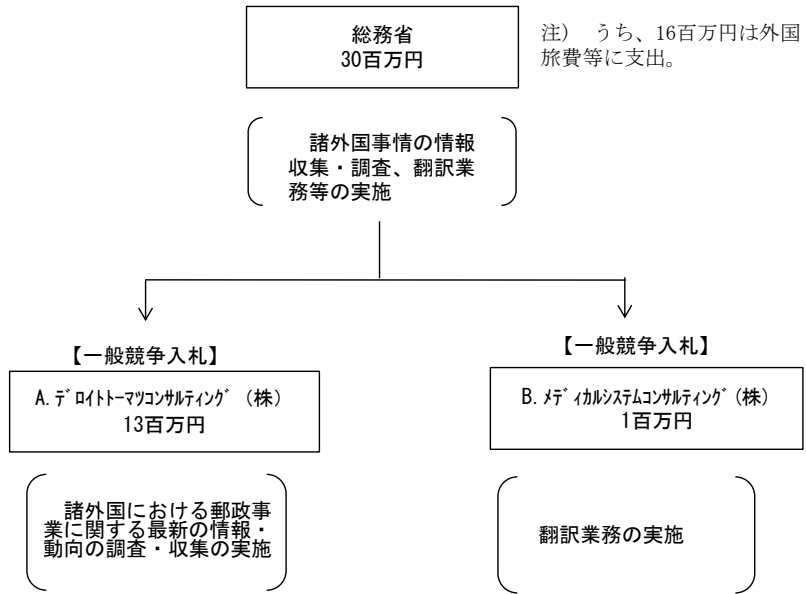 総務省
30百万円
注)　うち、16百万円は外国
旅費等に支出。
諸外国事情の情報
収集・調査、翻訳業
務等の実施
【一般競争入札】
A. ﾃﾞﾛｲﾄﾄｰﾏﾂｺﾝｻﾙﾃｨﾝｸﾞ（株）
13百万円
諸外国における郵政事
業に関する最新の情報・
動向の調査・収集の実施
【一般競争入札】
B. ﾒﾃﾞｨｶﾙｼｽﾃﾑｺﾝｻﾙﾃｨﾝｸﾞ（株）
1百万円
翻訳業務の実施